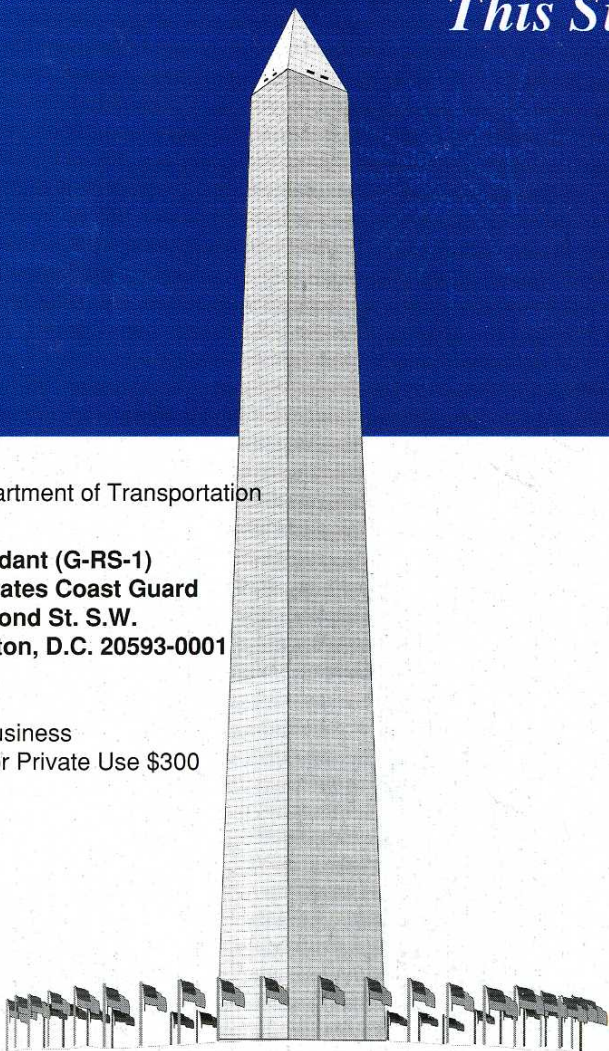 This
artment of Transportation
dant (G-RS-1)
ates Coast Guard
ond St. S.W.
ton, D.C. 20593-0001
usiness
r Private Use $300